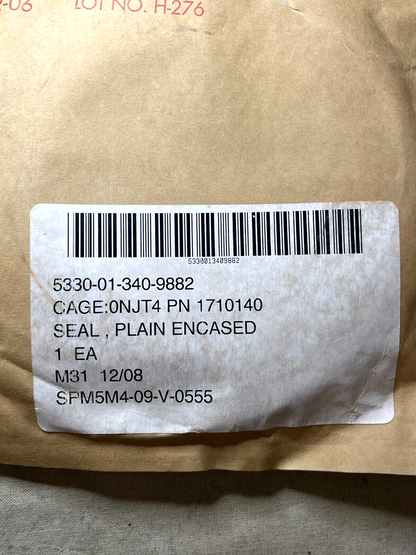 LOT NO. H-276
5330013409882
5330-01-340-9882
CAGE:0NJT4 PN 1710140
SEAL , PLAIN ENCASED
1 EA
M31 12/08
SPM5M4-09-V-0555